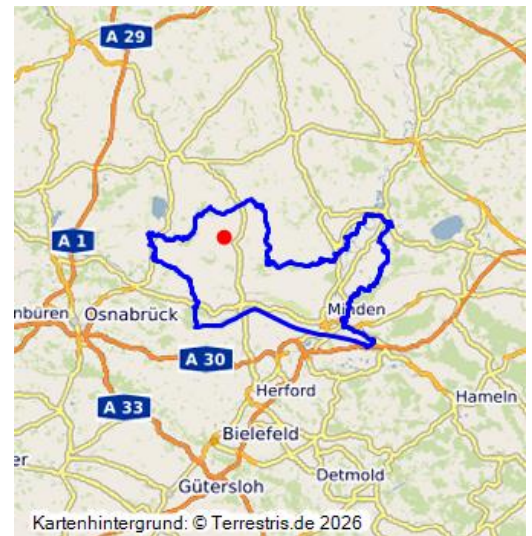 A 29
A 1
nbüren
Osnabrück
Minden
A 30
Herford
A 33
Hameln
Bielefeld
er
Detmold
Gütersloh
Kartenhintergrund: © Terrestris.de 2026